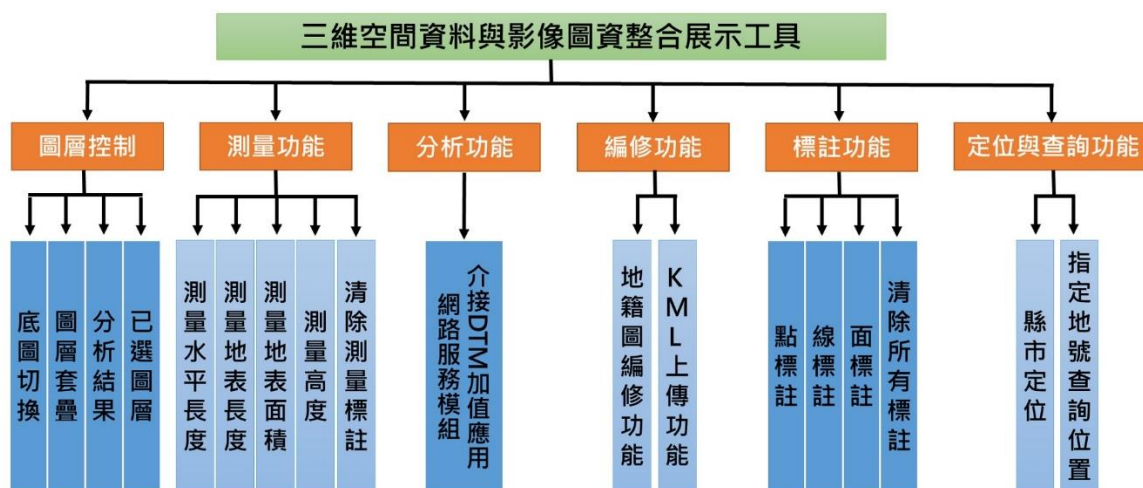 三維空間資料與影像圖資整合展示工具
圖層控制
測量功能
分析功能
編修功能
標註功能
定位與查詢功能
底圖切換
圖層套疊
分析結果
已選圖層
測量水平長度
測量地表長度
測量地表面積
測量高度
清除測量標註
介接DTM加值應用
網路服務模組
地籍圖編修功能
KML上傳功能
點標註
線標註
面標註
清除所有標註
縣市定位
指定地號查詢位置